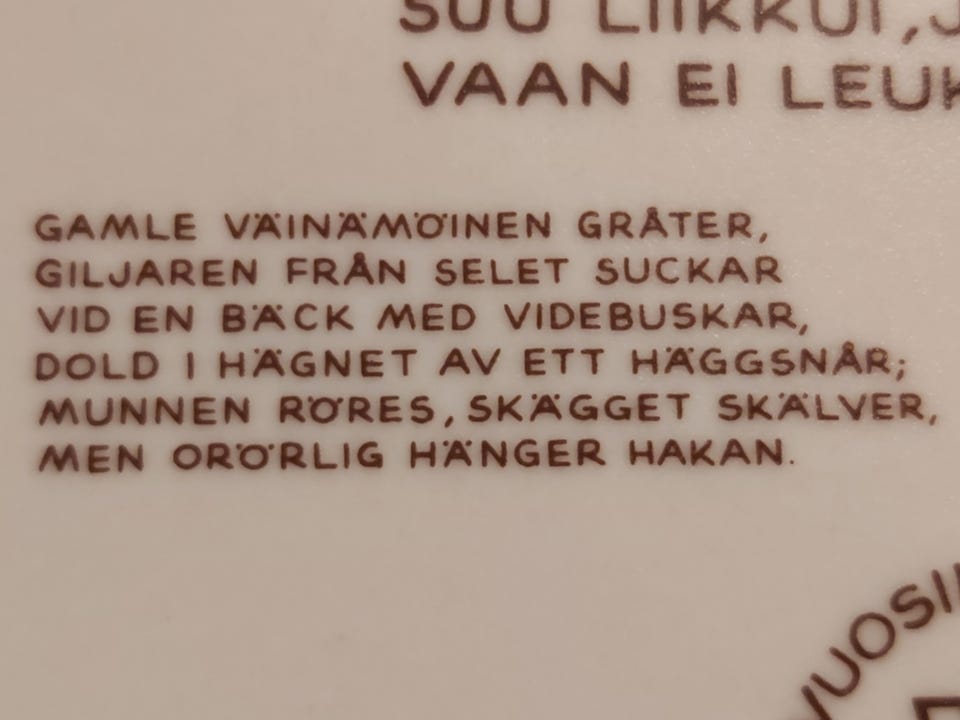 SUU LIIKKUI,
VAAN EI
GAMLE VÄINÄMÖINEN GRÅTER,
GILJAREN FRÅN SELET SUCKAR
VID EN BÄCK MED VIDEBUSKAR,
DOLD I HÄGNET AV ETT HÄGGSNÅR;
MUNNEN RÖRES, SKÄGGET SKÄLVER,
MEN ORÖRLIG HÄNGER HAKAN.